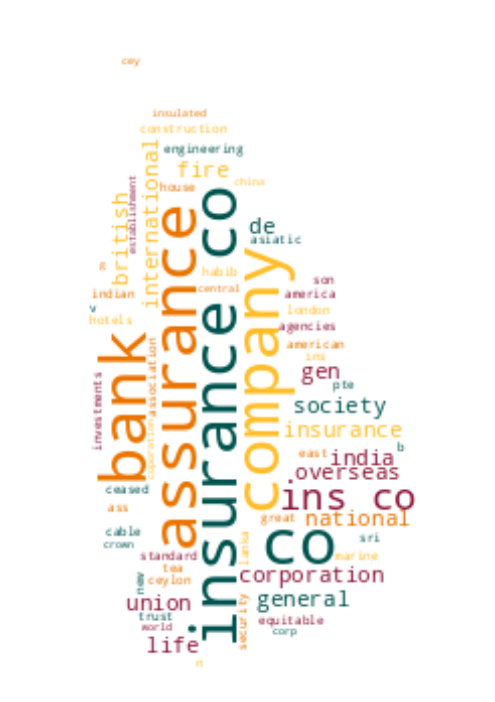 cey
insulated
construction
engineering
fire
china
house
international
establishment
british
assurance
insurance co
de
asiatic
company
habib
central
g
indian
v
hotels
son
america
london
agencies
american
ins
gen
pte
bank
association
investments
society
insurance
b
east
india
overseas
ceased
ins co
ass
great
national
cable
crown
co
sri
lanka
marine
standard
tea
ceylon
new
corporation
union
general
trust
world
security
equitable
corp
life
n